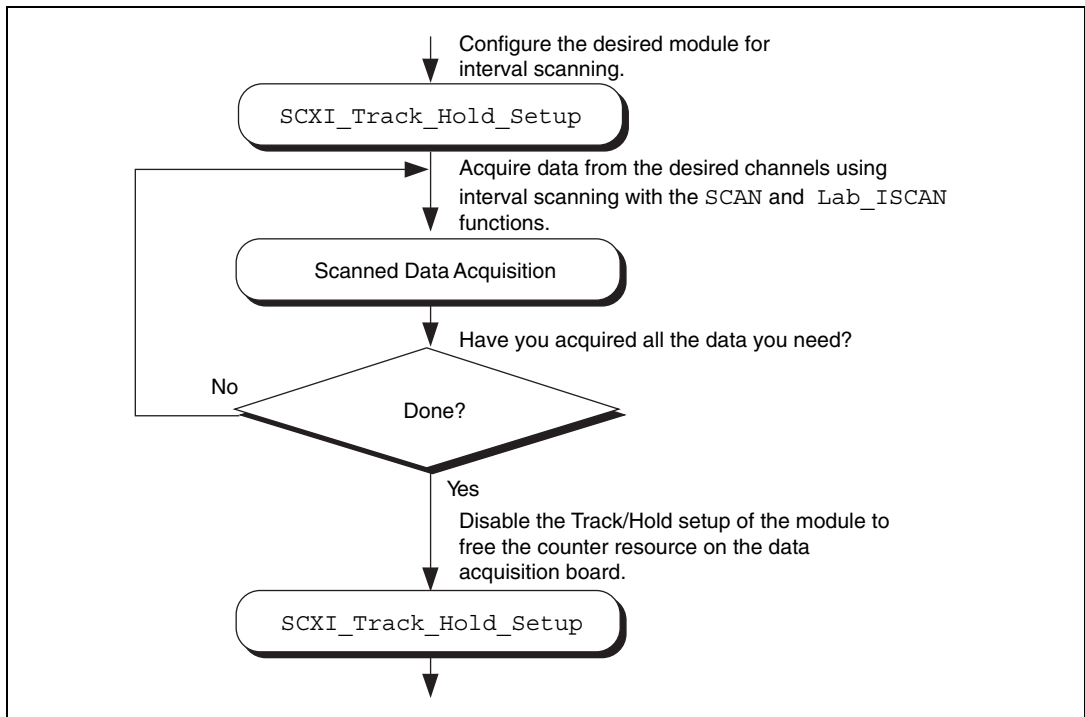 Configure the desired module for
interval scanning.
SCXI_Track_Hold_Setup
Acquire data from the desired channels using
interval scanning with the SCAN and Lab_ISCAN
functions.
Scanned Data Acquisition
Have you acquired all the data you need?
No
Done?
Yes
Disable the Track/Hold setup of the module to
free the counter resource on the data
acquisition board.
SCXI_Track_Hold_Setup